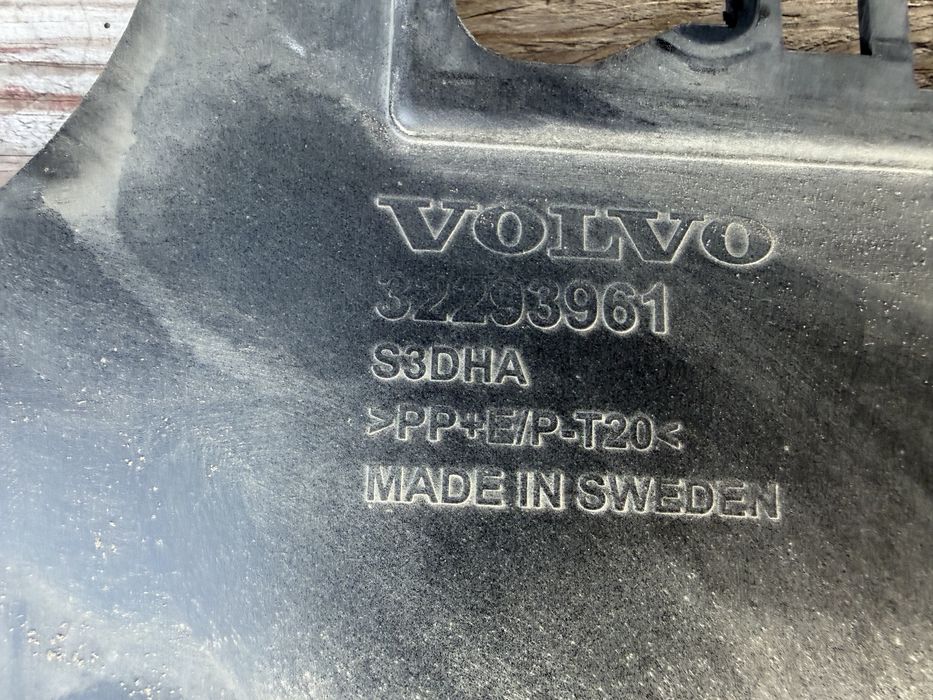 VOLVO
32293961
S3DHA
>PP+E/P-T20<
MADE IN SWEDEN